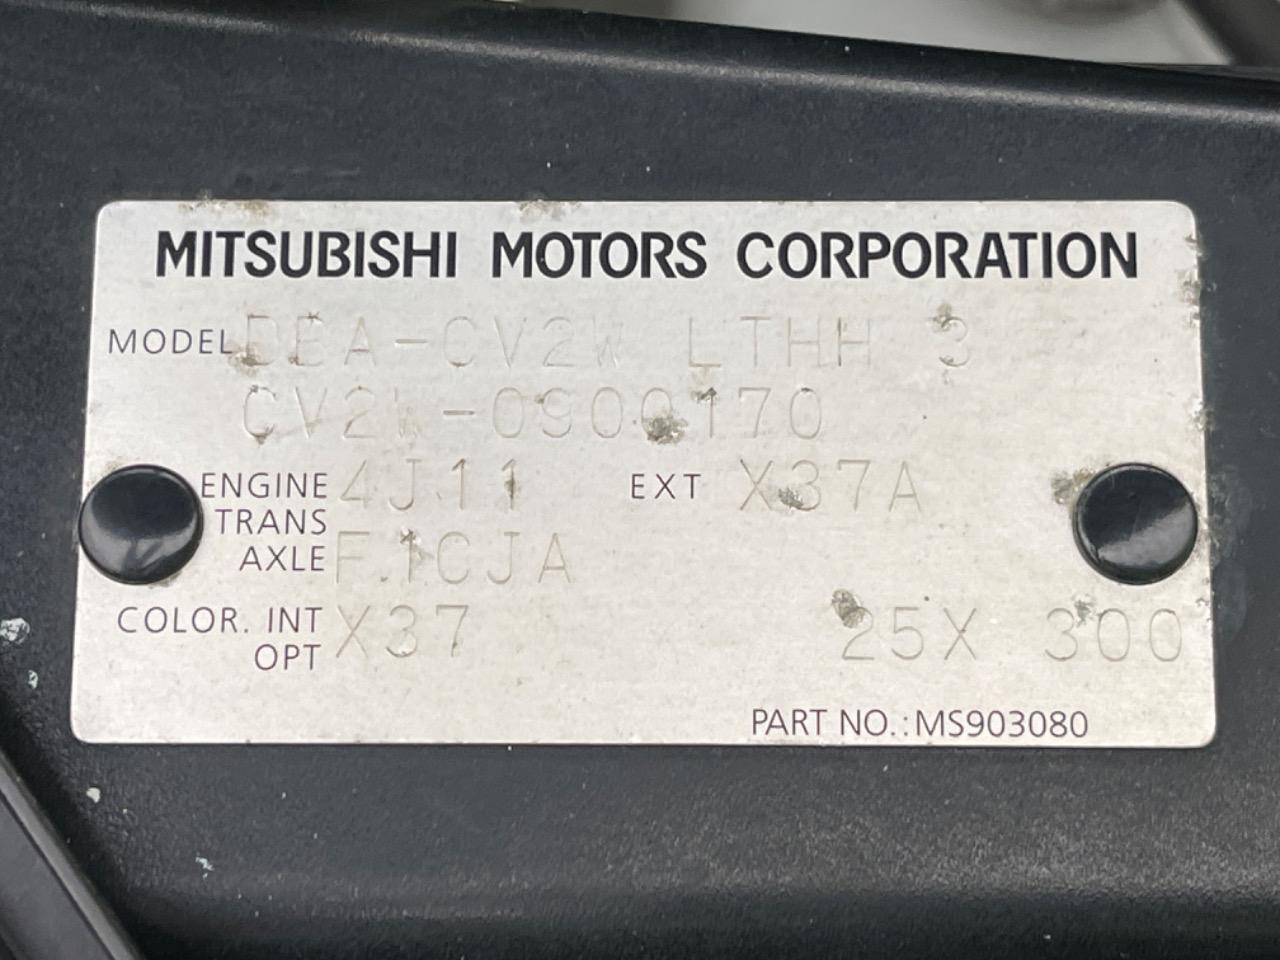 MITSUBISHI MOTORS CORPORATION
MODEL DBA-CV2W LTHH 3
CV2W-0900170
ENGINE 4J11 EXT X37A
TRANS
AXLE F1CJA
COLOR. INT X37 25X 300
OPT
PART NO.: MS903080